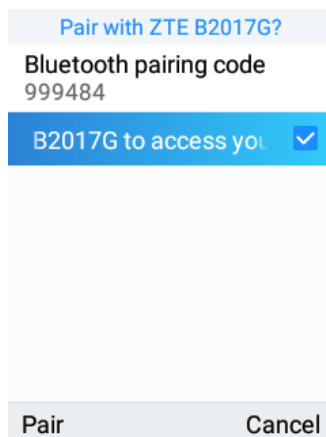 Pair with ZTE B2017G?
Bluetooth pairing code
999484
B2017G to access you
Pair Cancel